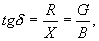 tgδ = R/X = G/B,